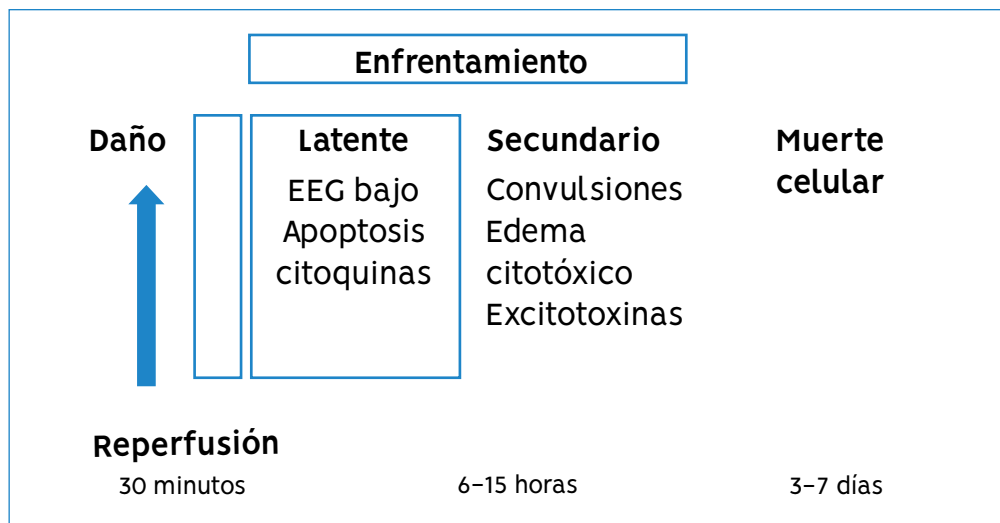 Enfrentamiento
Daño
Latente
EEG bajo
Apoptosis
citoquinas
Secundario
Convulsiones
Edema
citotóxico
Excitotoxinas
Muerte
celular
Reperfusión
30 minutos
6–15 horas
3–7 días